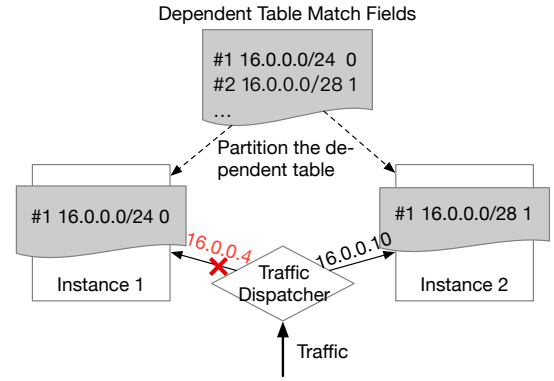 Dependent Table Match Fields
#1 16.0.0.0/24 0
#2 16.0.0.0/28 1
...
Partition the de-
pendent table
#1 16.0.0.0/24 0
#1 16.0.0.0/28 1
16.0.0.4
16.0.0.10
Instance 1
Traffic
Dispatcher
Instance 2
Traffic